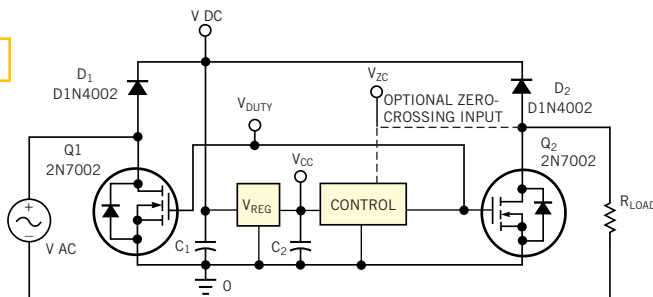 V DC
D1
D1N4002
VZC
D2
D1N4002
OPTIONAL ZERO-
CROSSING INPUT
VDUTY
Q1
2N7002
Q2
2N7002
VCC
VREG
CONTROL
RLOAD
+
–
V AC
C1
C2
0